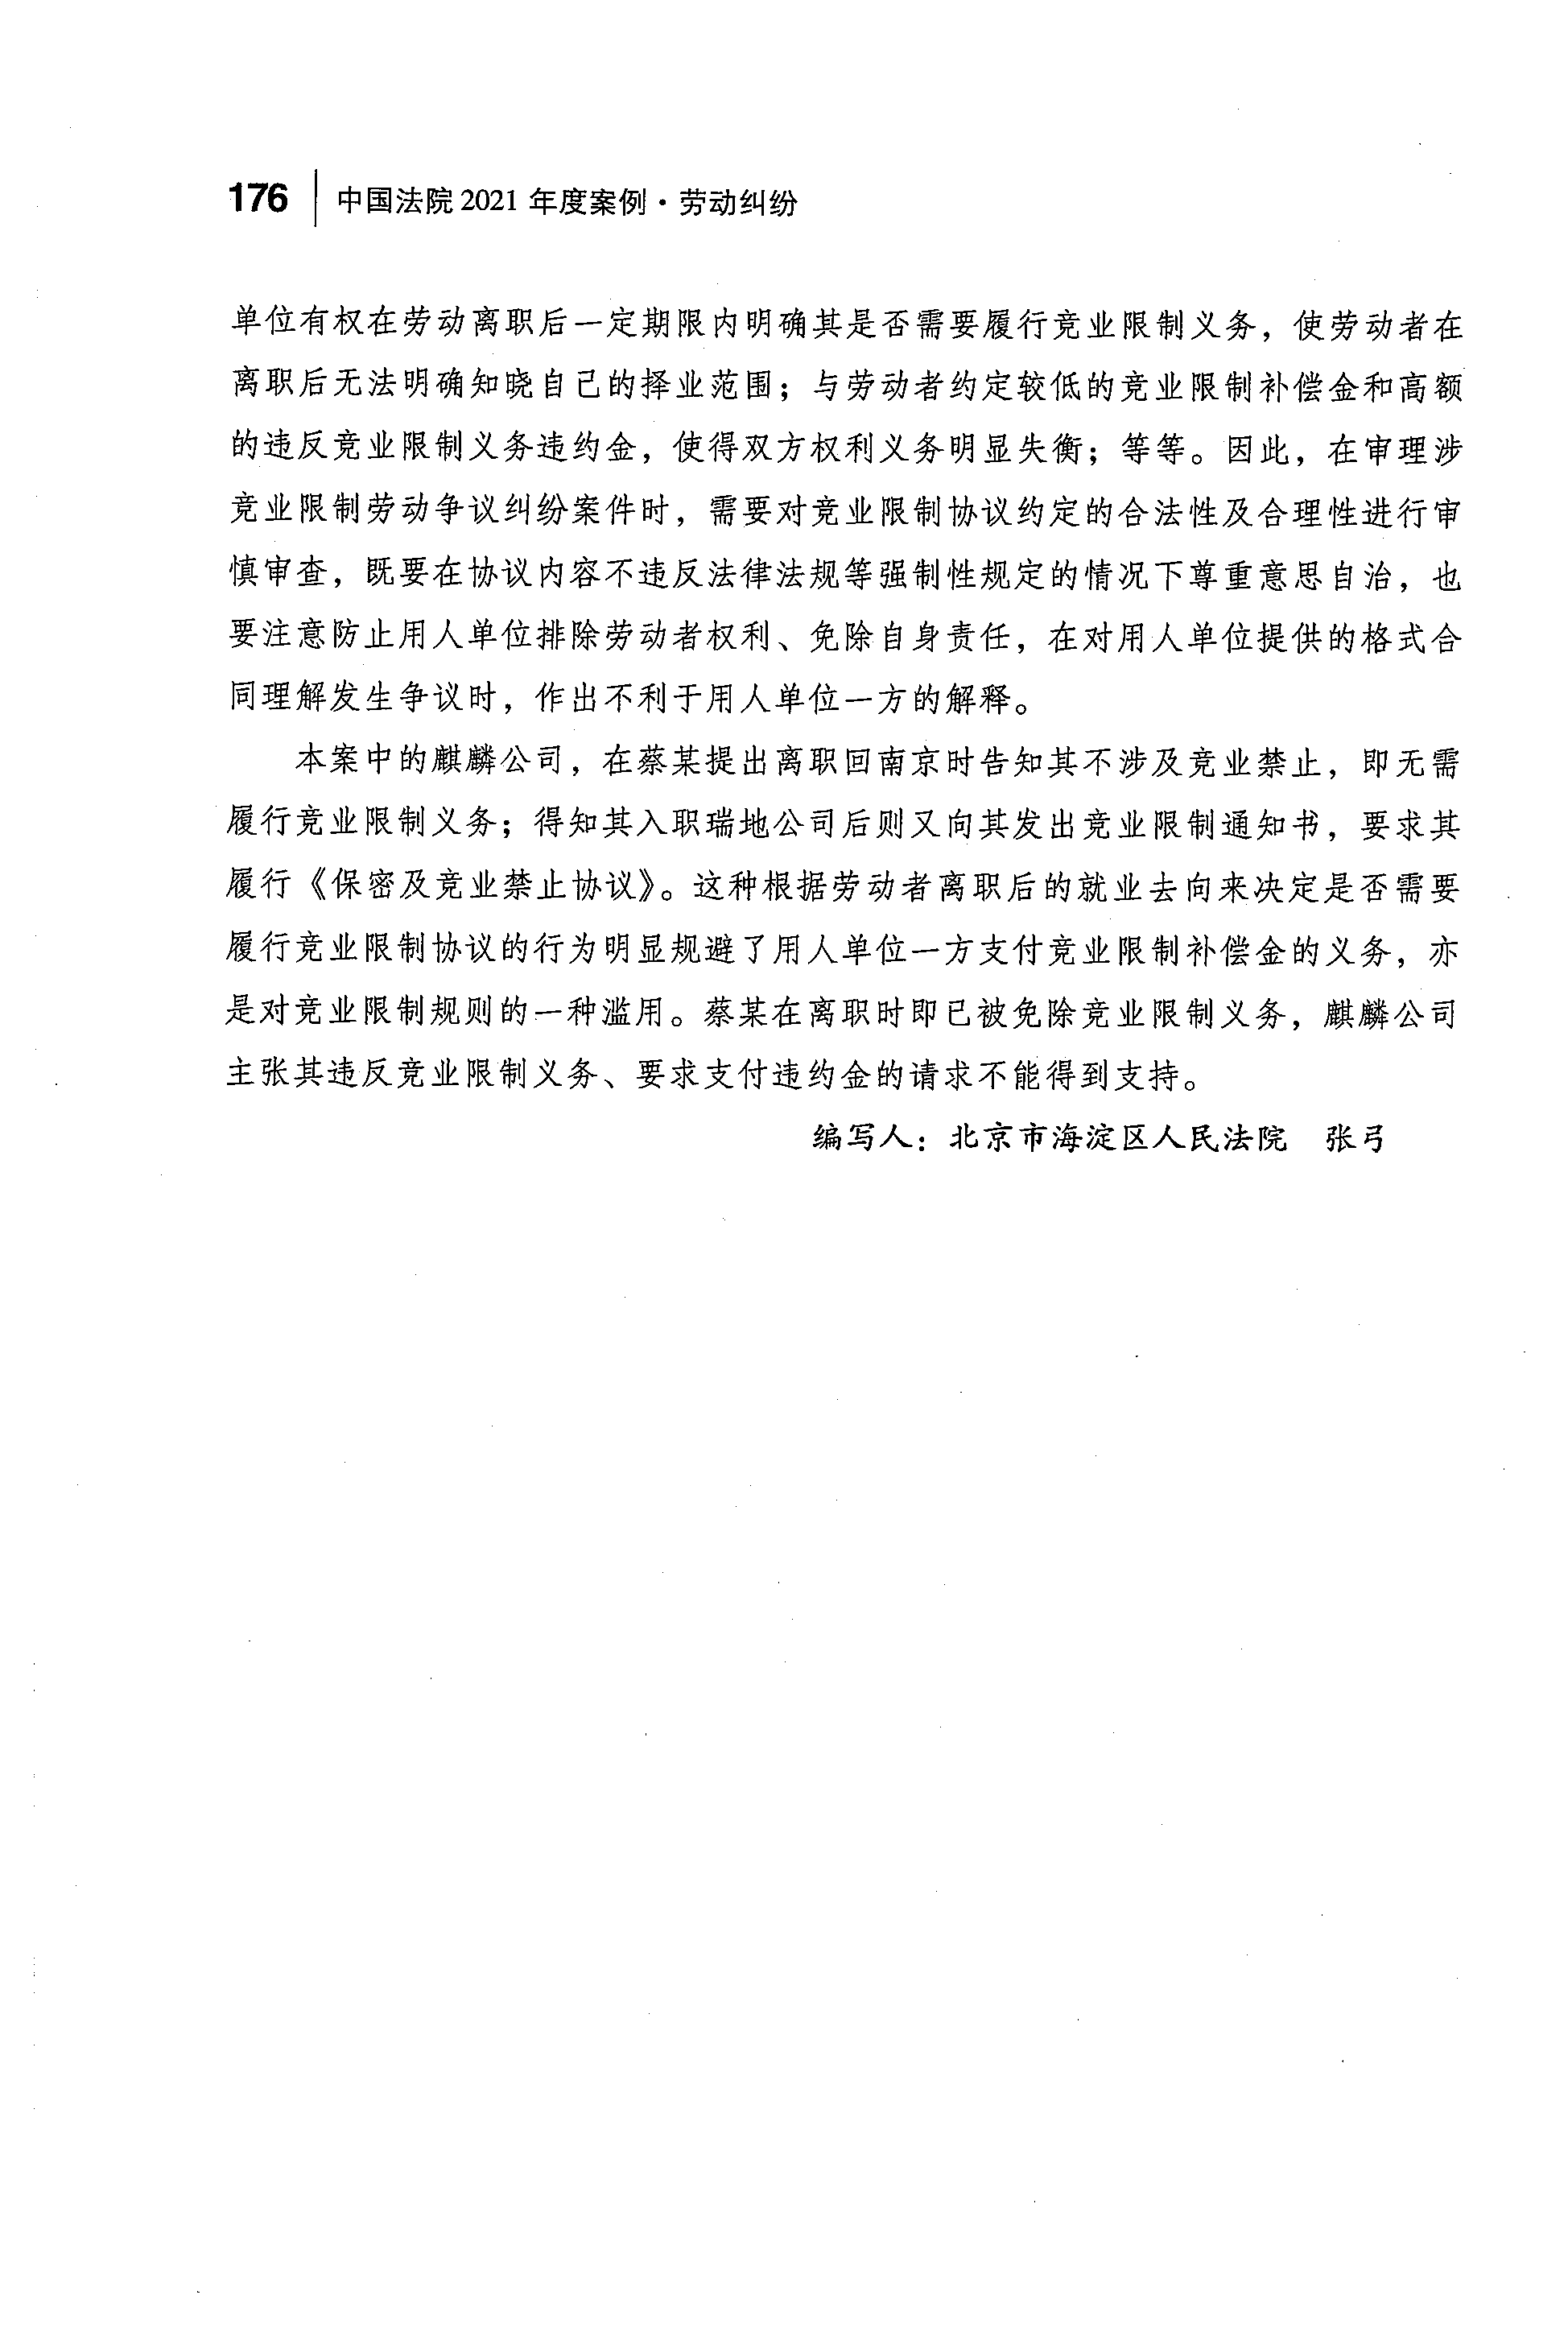 176 中国法院2021年度案例·劳动纠纷
单位有权在劳动离职后一定期限内明确其是否需要履行竞业限制义务，使劳动者在
离职后无法明确知晓自己的择业范围；与劳动者约定较低的竞业限制补偿金和高额
的违反竞业限制义务违约金，使得双方权利义务明显失衡；等等。因此，在审理涉
竞业限制劳动争议纠纷案件时，需要对竞业限制协议约定的合法性及合理性进行审
慎审查，既要在协议内容不违反法律法规等强制性规定的情况下尊重意思自治，也
要注意防止用人单位排除劳动者权利、免除自身责任，在对用人单位提供的格式合
同理解发生争议时，作出不利于用人单位一方的解释。
本案中的麒麟公司，在蔡某提出离职回南京时告知其不涉及竞业禁止，即无需
履行竞业限制义务；得知其入职瑞地公司后则又向其发出竞业限制通知书，要求其
履行《保密及竞业禁止协议》。这种根据劳动者离职后的就业去向来决定是否需要
履行竞业限制协议的行为明显规避了用人单位一方支付竞业限制补偿金的义务，亦
是对竞业限制规则的一种滥用。蔡某在离职时即已被免除竞业限制义务，麒麟公司
主张其违反竞业限制义务、要求支付违约金的请求不能得到支持。
编写人：北京市海淀区人民法院 张弓